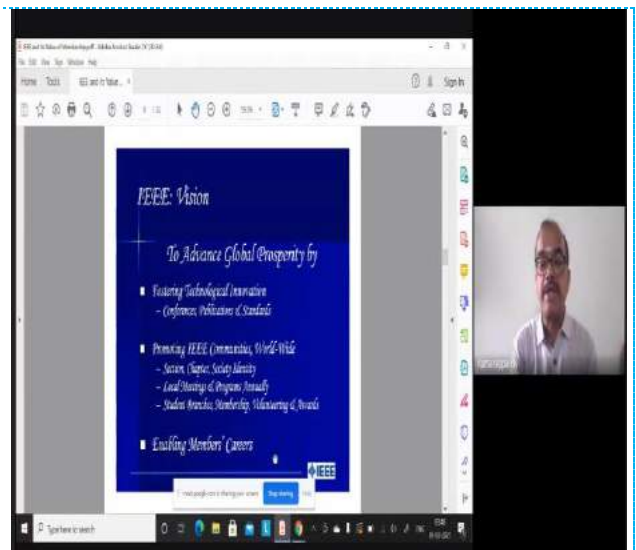 Home Tools
Sign In
IEEE: Vision
To Advance Global Prosperity by
Fostering Technological Innovation
– Conferences, Publications & Standards
Promoting IEEE Communities, World-Wide
– Section, Chapter, Society Identity
– Local Meetings & Programs Annually
– Student Branches, Membership, Volunteering & Awards
Enabling Members' Careers
IEEE
Stop sharing
Type here to search